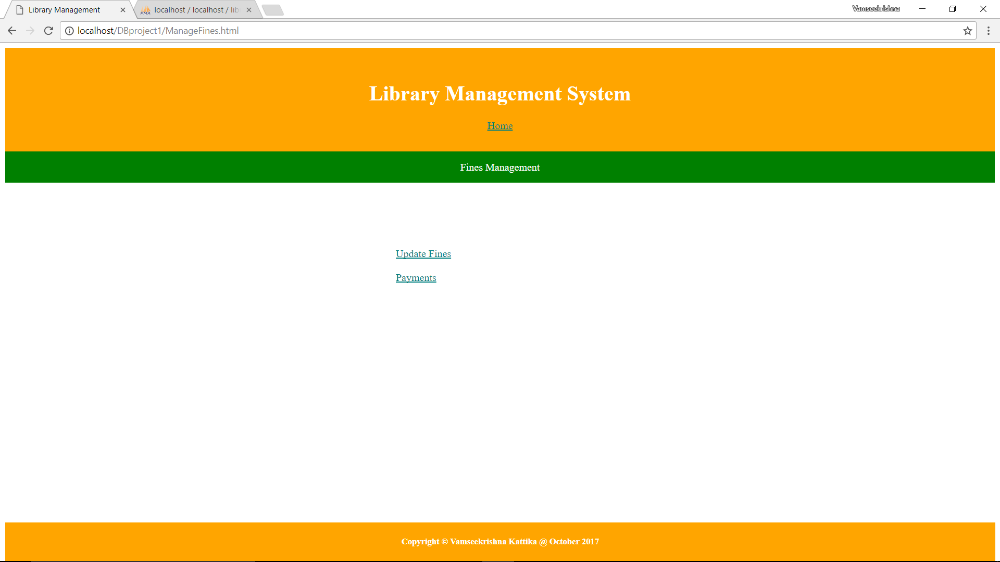 Library Management
PMA
localhost / localhost / lib
Vamseekrishna
localhost/DBproject1/ManageFines.html
Library Management System
Home
Fines Management
Update Fines
Payments
Copyright © Vamseekrishna Kattika @ October 2017